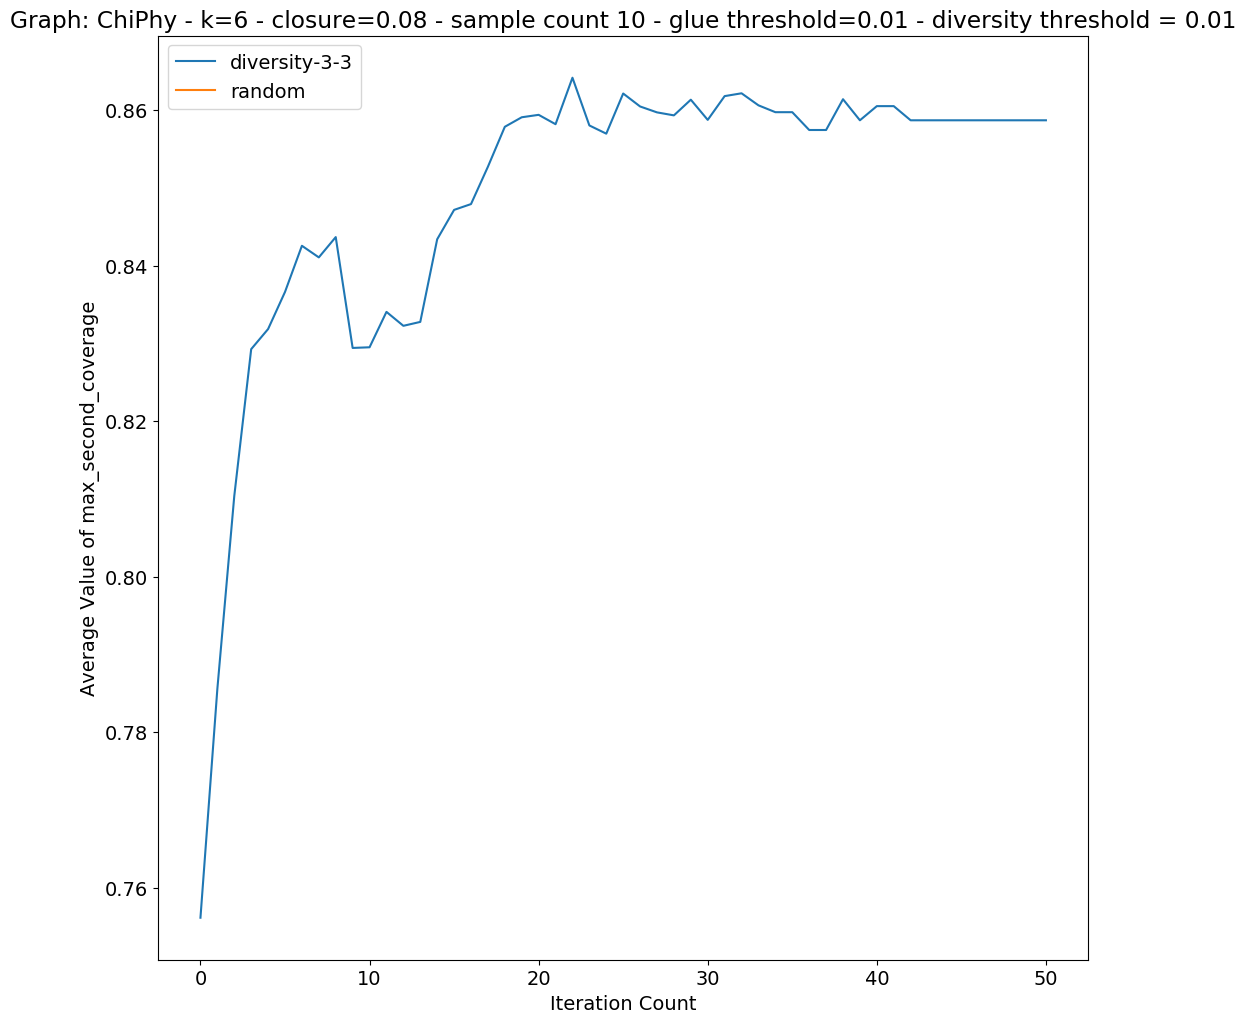 Graph: ChiPhy - k=6 - closure=0.08 - sample count 10 - glue threshold=0.01 - diversity threshold = 0.01
diversity-3-3
random
0.86
0.84
0.82
0.80
0.78
0.76
Average Value of max_second_coverage
0 10 20 30 40 50
Iteration Count